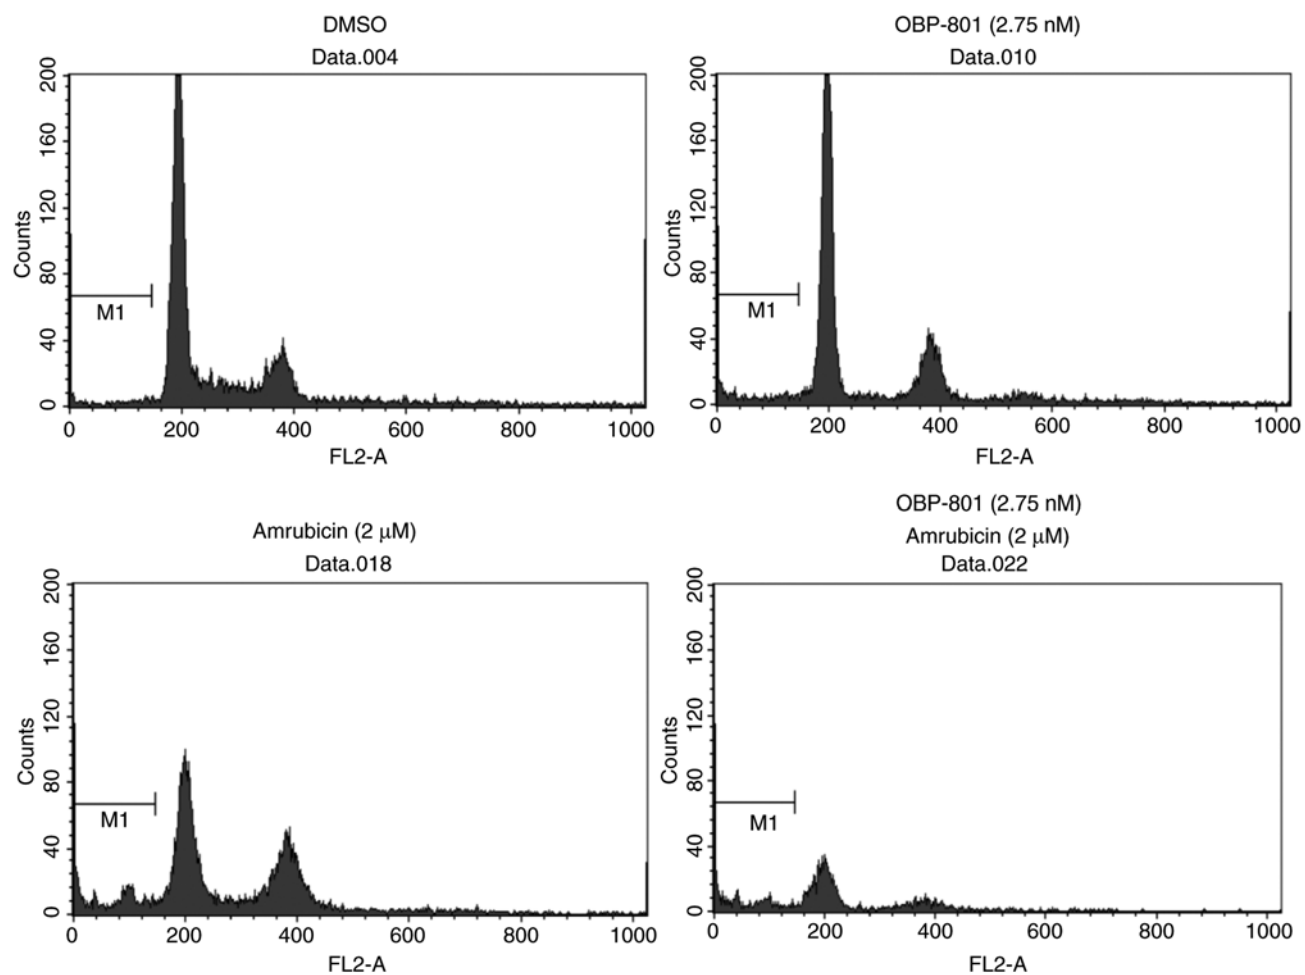 DMSO
Data.004
200
160
120
80
40
0
Counts
M1
0 200 400 600 800 1000
FL2-A
OBP-801 (2.75 nM)
Data.010
200
160
120
80
40
0
Counts
M1
0 200 400 600 800 1000
FL2-A
Amrubicin (2 μM)
Data.018
200
160
120
80
40
0
Counts
M1
0 200 400 600 800 1000
FL2-A
OBP-801 (2.75 nM)
Amrubicin (2 μM)
Data.022
200
160
120
80
40
0
Counts
M1
0 200 400 600 800 1000
FL2-A